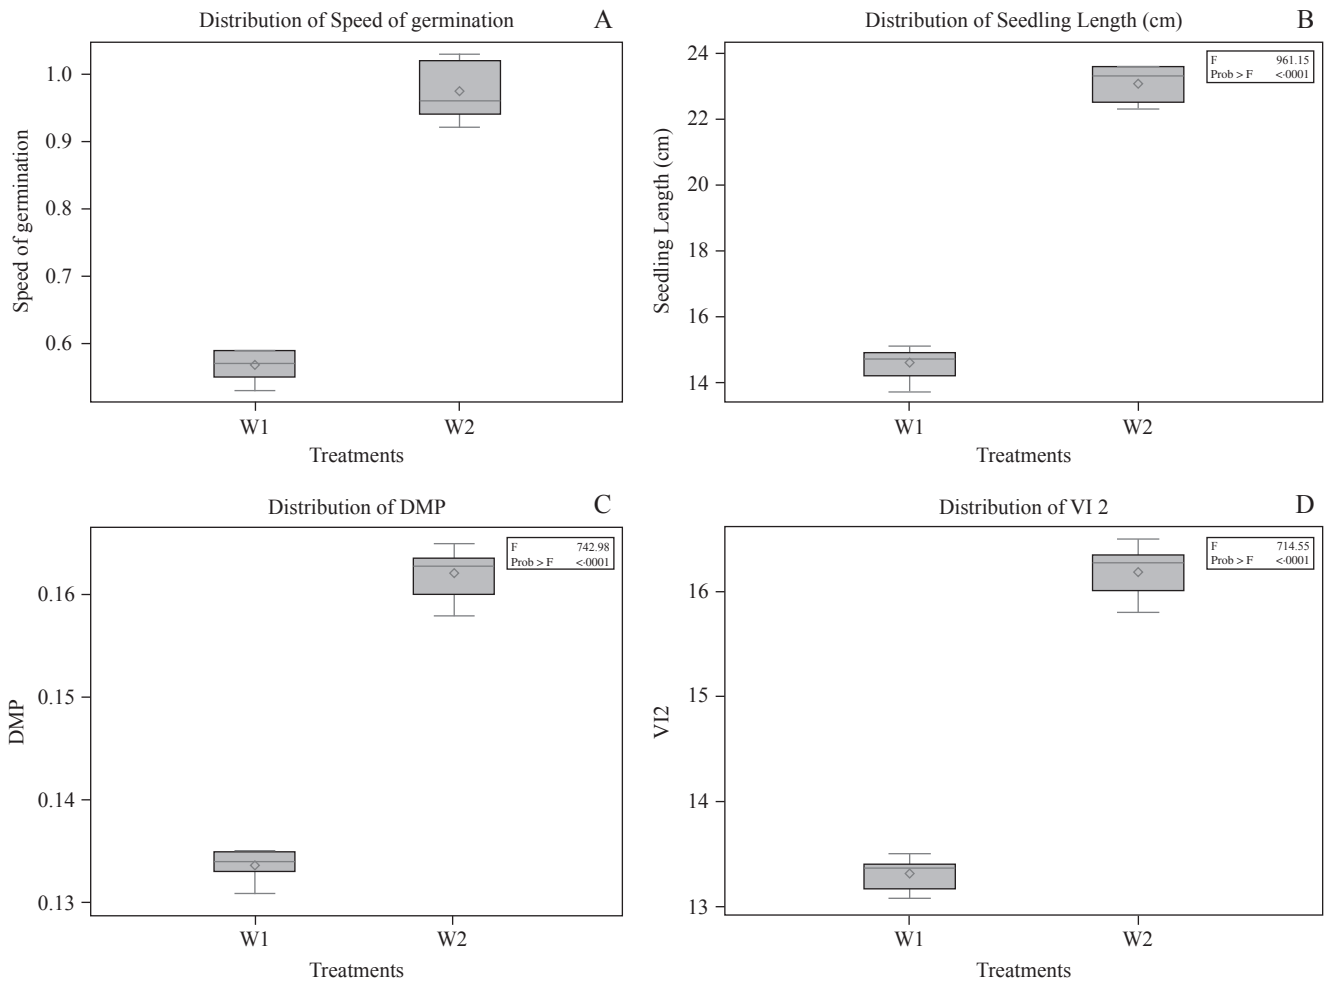 Distribution of Speed of germination
A
Speed of germination
1.0
0.9
0.8
0.7
0.6
W1
W2
Treatments
Distribution of Seedling Length (cm)
B
Seedling Length (cm)
24
22
20
18
16
14
F 961.15
Prob > F <·0001
W1
W2
Treatments
Distribution of DMP
C
DMP
0.16
0.15
0.14
0.13
F 742.98
Prob > F <·0001
W1
W2
Treatments
Distribution of VI 2
D
VI2
16
15
14
13
F 714.55
Prob > F <·0001
W1
W2
Treatments